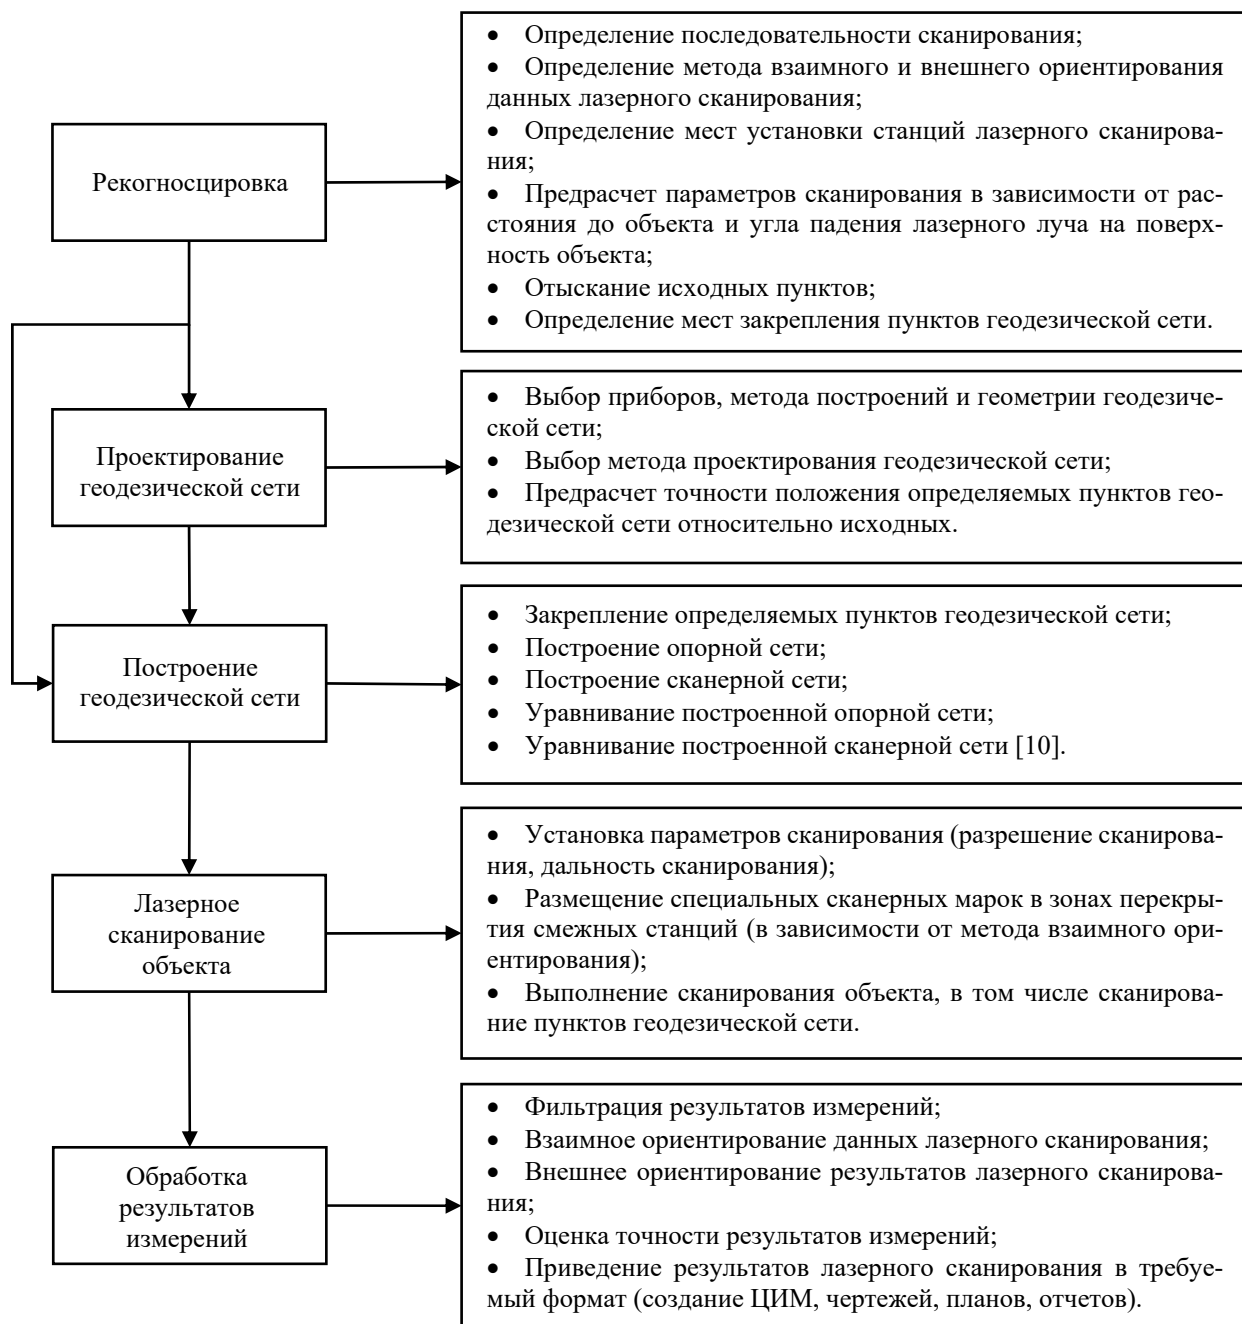 Рекогносцировка
• Определение последовательности сканирования;
• Определение метода взаимного и внешнего ориентирования
данных лазерного сканирования;
• Определение мест установки станций лазерного сканирова-
ния;
• Предрасчет параметров сканирования в зависимости от рас-
стояния до объекта и угла падения лазерного луча на поверх-
ность объекта;
• Отыскание исходных пунктов;
• Определение мест закрепления пунктов геодезической сети.
Проектирование
геодезической сети
• Выбор приборов, метода построений и геометрии геодезиче-
ской сети;
• Выбор метода проектирования геодезической сети;
• Предрасчет точности положения определяемых пунктов гео-
дезической сети относительно исходных.
Построение
геодезической сети
• Закрепление определяемых пунктов геодезической сети;
• Построение опорной сети;
• Построение сканерной сети;
• Уравнивание построенной опорной сети;
• Уравнивание построенной сканерной сети [10].
Лазерное
сканирование
объекта
• Установка параметров сканирования (разрешение сканирова-
ния, дальность сканирования);
• Размещение специальных сканерных марок в зонах перекры-
тия смежных станций (в зависимости от метода взаимного ори-
ентирования);
• Выполнение сканирования объекта, в том числе сканирова-
ние пунктов геодезической сети.
Обработка
результатов
измерений
• Фильтрация результатов измерений;
• Взаимное ориентирование данных лазерного сканирования;
• Внешнее ориентирование результатов лазерного сканирова-
ния;
• Оценка точности результатов измерений;
• Приведение результатов лазерного сканирования в требуе-
мый формат (создание ЦИМ, чертежей, планов, отчетов).